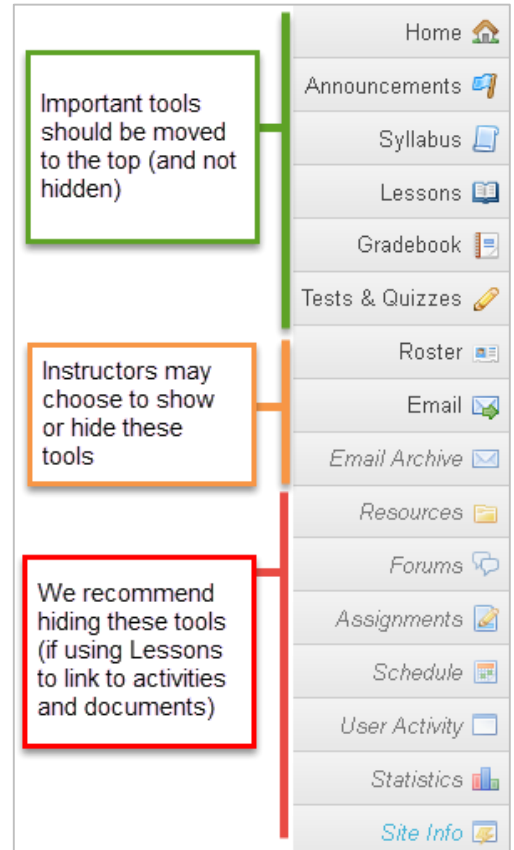 Home
Announcements
Important tools
should be moved
to the top (and not
hidden)
Syllabus
Lessons
Gradebook
Tests & Quizzes
Instructors may
choose to show
or hide these
tools
Roster
Email
Email Archive
We recommend
hiding these tools
(if using Lessons
to link to activities
and documents)
Resources
Forums
Assignments
Schedule
User Activity
Statistics
Site Info